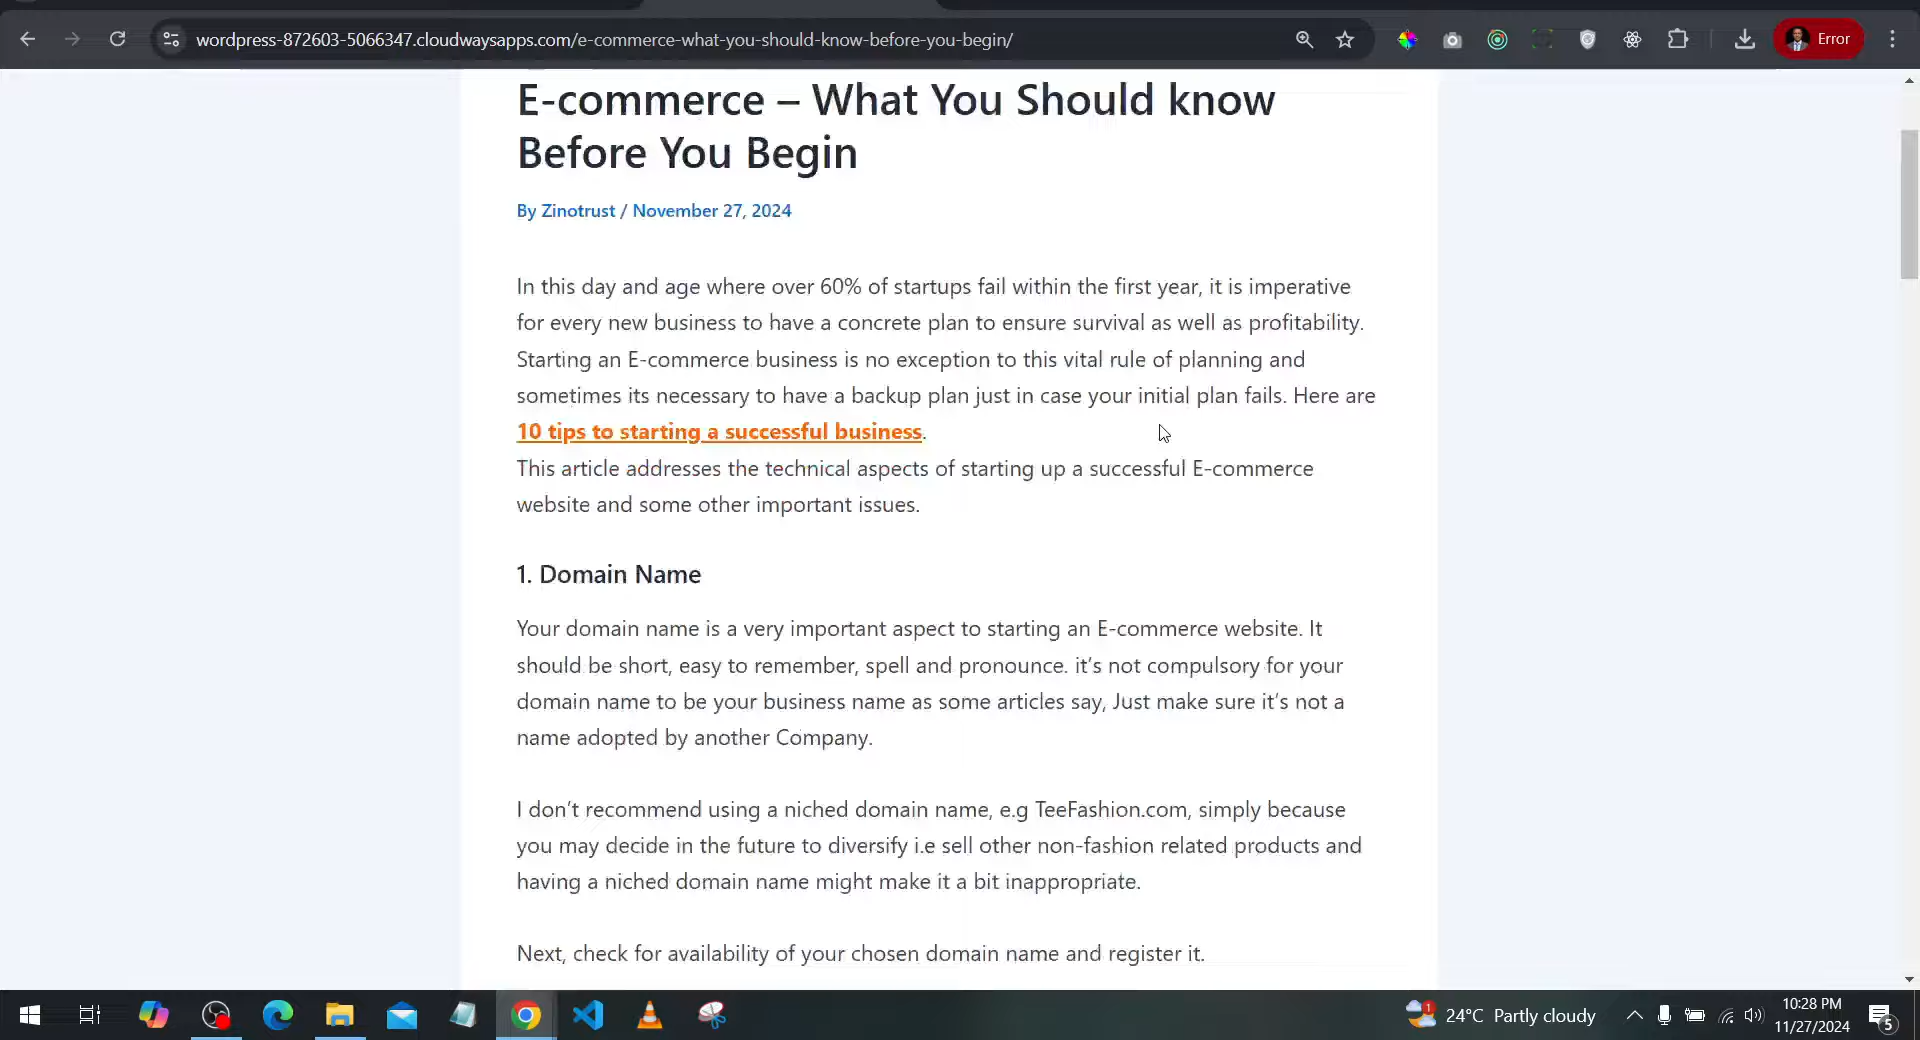 wordpress-872603-5066347.cloudwaysapps.com/e-commerce-what-you-should-know-before-you-begin/
Error
E-commerce – What You Should know
Before You Begin
By Zinotrust / November 27, 2024
In this day and age where over 60% of startups fail within the first year, it is imperative
for every new business to have a concrete plan to ensure survival as well as profitability.
Starting an E-commerce business is no exception to this vital rule of planning and
sometimes its necessary to have a backup plan just in case your initial plan fails. Here are
10 tips to starting a successful business.
This article addresses the technical aspects of starting up a successful E-commerce
website and some other important issues.
1. Domain Name
Your domain name is a very important aspect to starting an E-commerce website. It
should be short, easy to remember, spell and pronounce. it’s not compulsory for your
domain name to be your business name as some articles say, Just make sure it’s not a
name adopted by another Company.
I don’t recommend using a niched domain name, e.g TeeFashion.com, simply because
you may decide in the future to diversify i.e sell other non-fashion related products and
having a niched domain name might make it a bit inappropriate.
Next, check for availability of your chosen domain name and register it.
1
24°C Partly cloudy
10:28 PM
11/27/2024
5